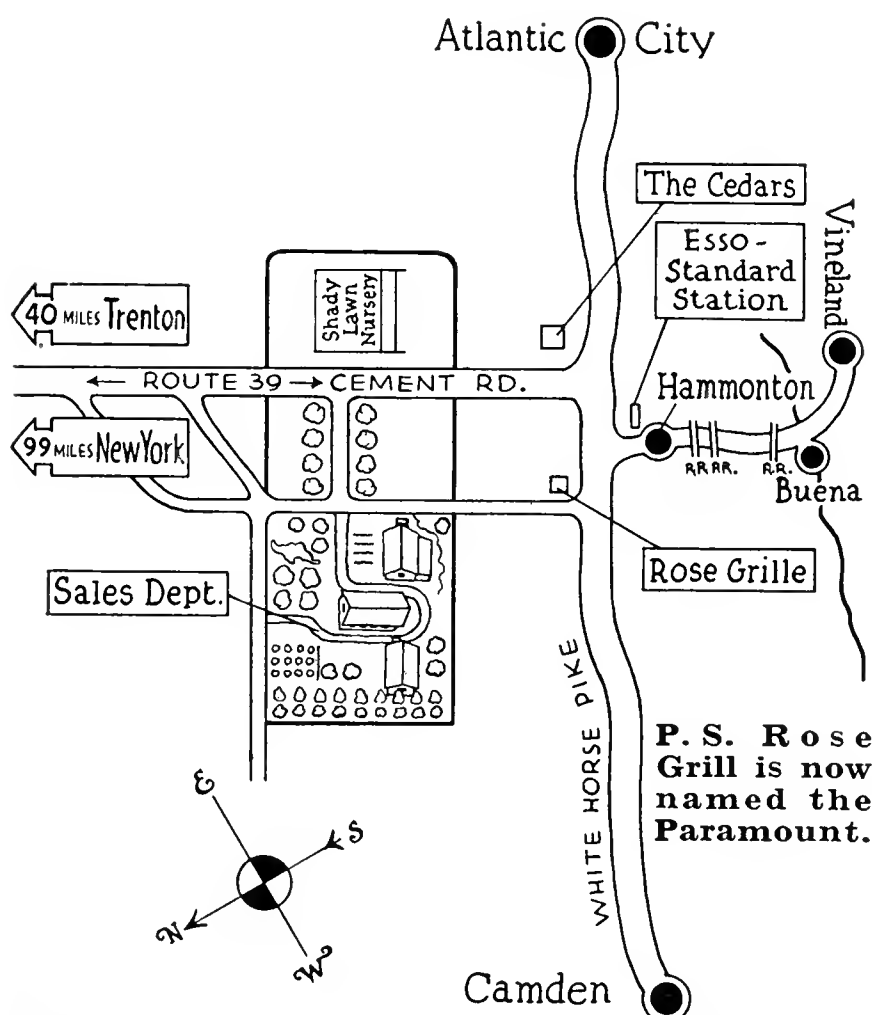 Atlantic City
The Cedars
Esso -
Standard
Station
Vineland
40 MILES Trenton
Shady
Lawn
Nursery
← ROUTE 39 → CEMENT RD.
Hammonton
99 MILES New York
R.R. R.R. R.R.
Buena
Sales Dept.
Rose Grille
WHITE HORSE PIKE
P. S. Rose
Grill is now
named the
Paramount.
E
S
N
W
Camden